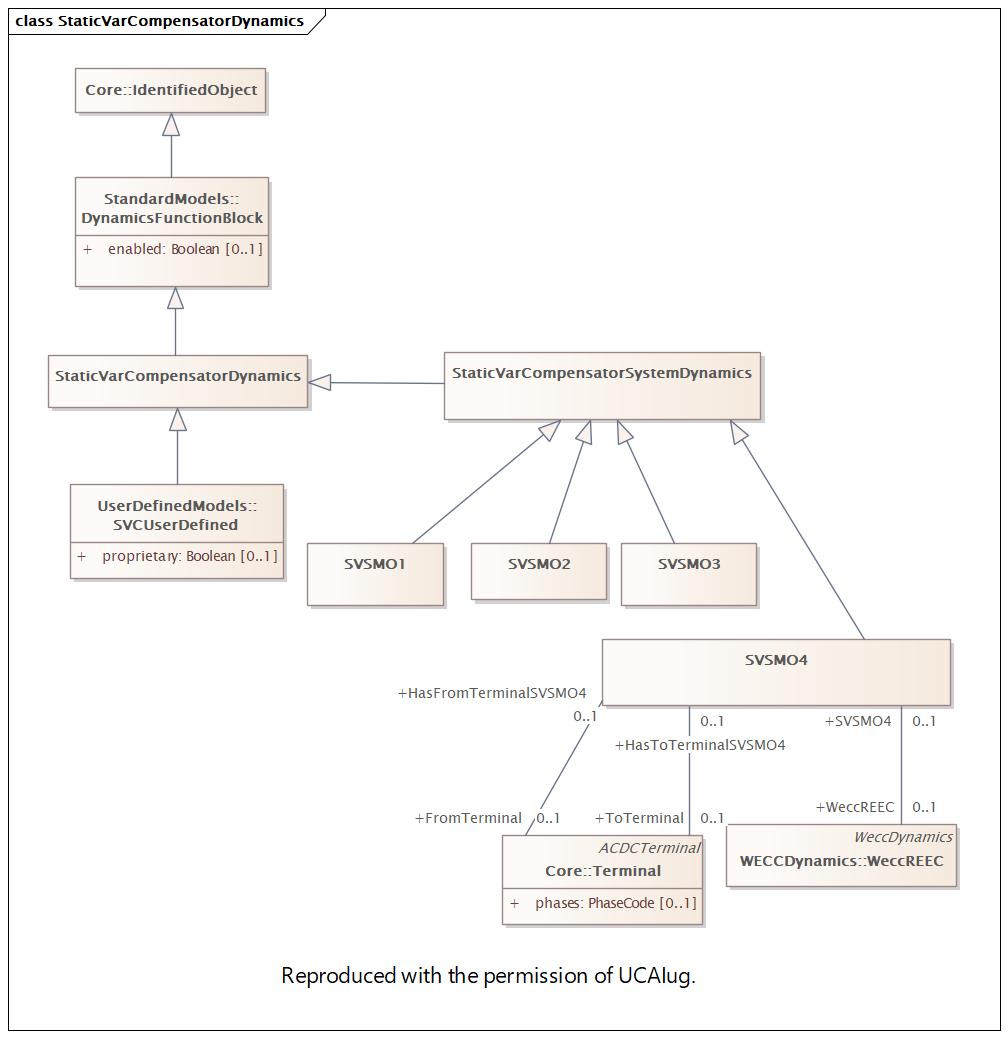 class StaticVarCompensatorDynamics
Core::IdentifiedObject
StandardModels::
DynamicsFunctionBlock
+ enabled: Boolean [0..1]
StaticVarCompensatorDynamics
StaticVarCompensatorSystemDynamics
UserDefinedModels::
SVCUserDefined
+ proprietary: Boolean [0..1]
SVSMO1
SVSMO2
SVSMO3
SVSMO4
+HasFromTerminalSVSMO4
0..1
0..1
+HasToTerminalSVSMO4
+SVSMO4
0..1
+FromTerminal
0..1
+ToTerminal
0..1
+WeccREEC
0..1
ACDCTerminal
Core::Terminal
+ phases: PhaseCode [0..1]
WeccDynamics
WECCDynamics::WeccREEC
Reproduced with the permission of UCAIug.